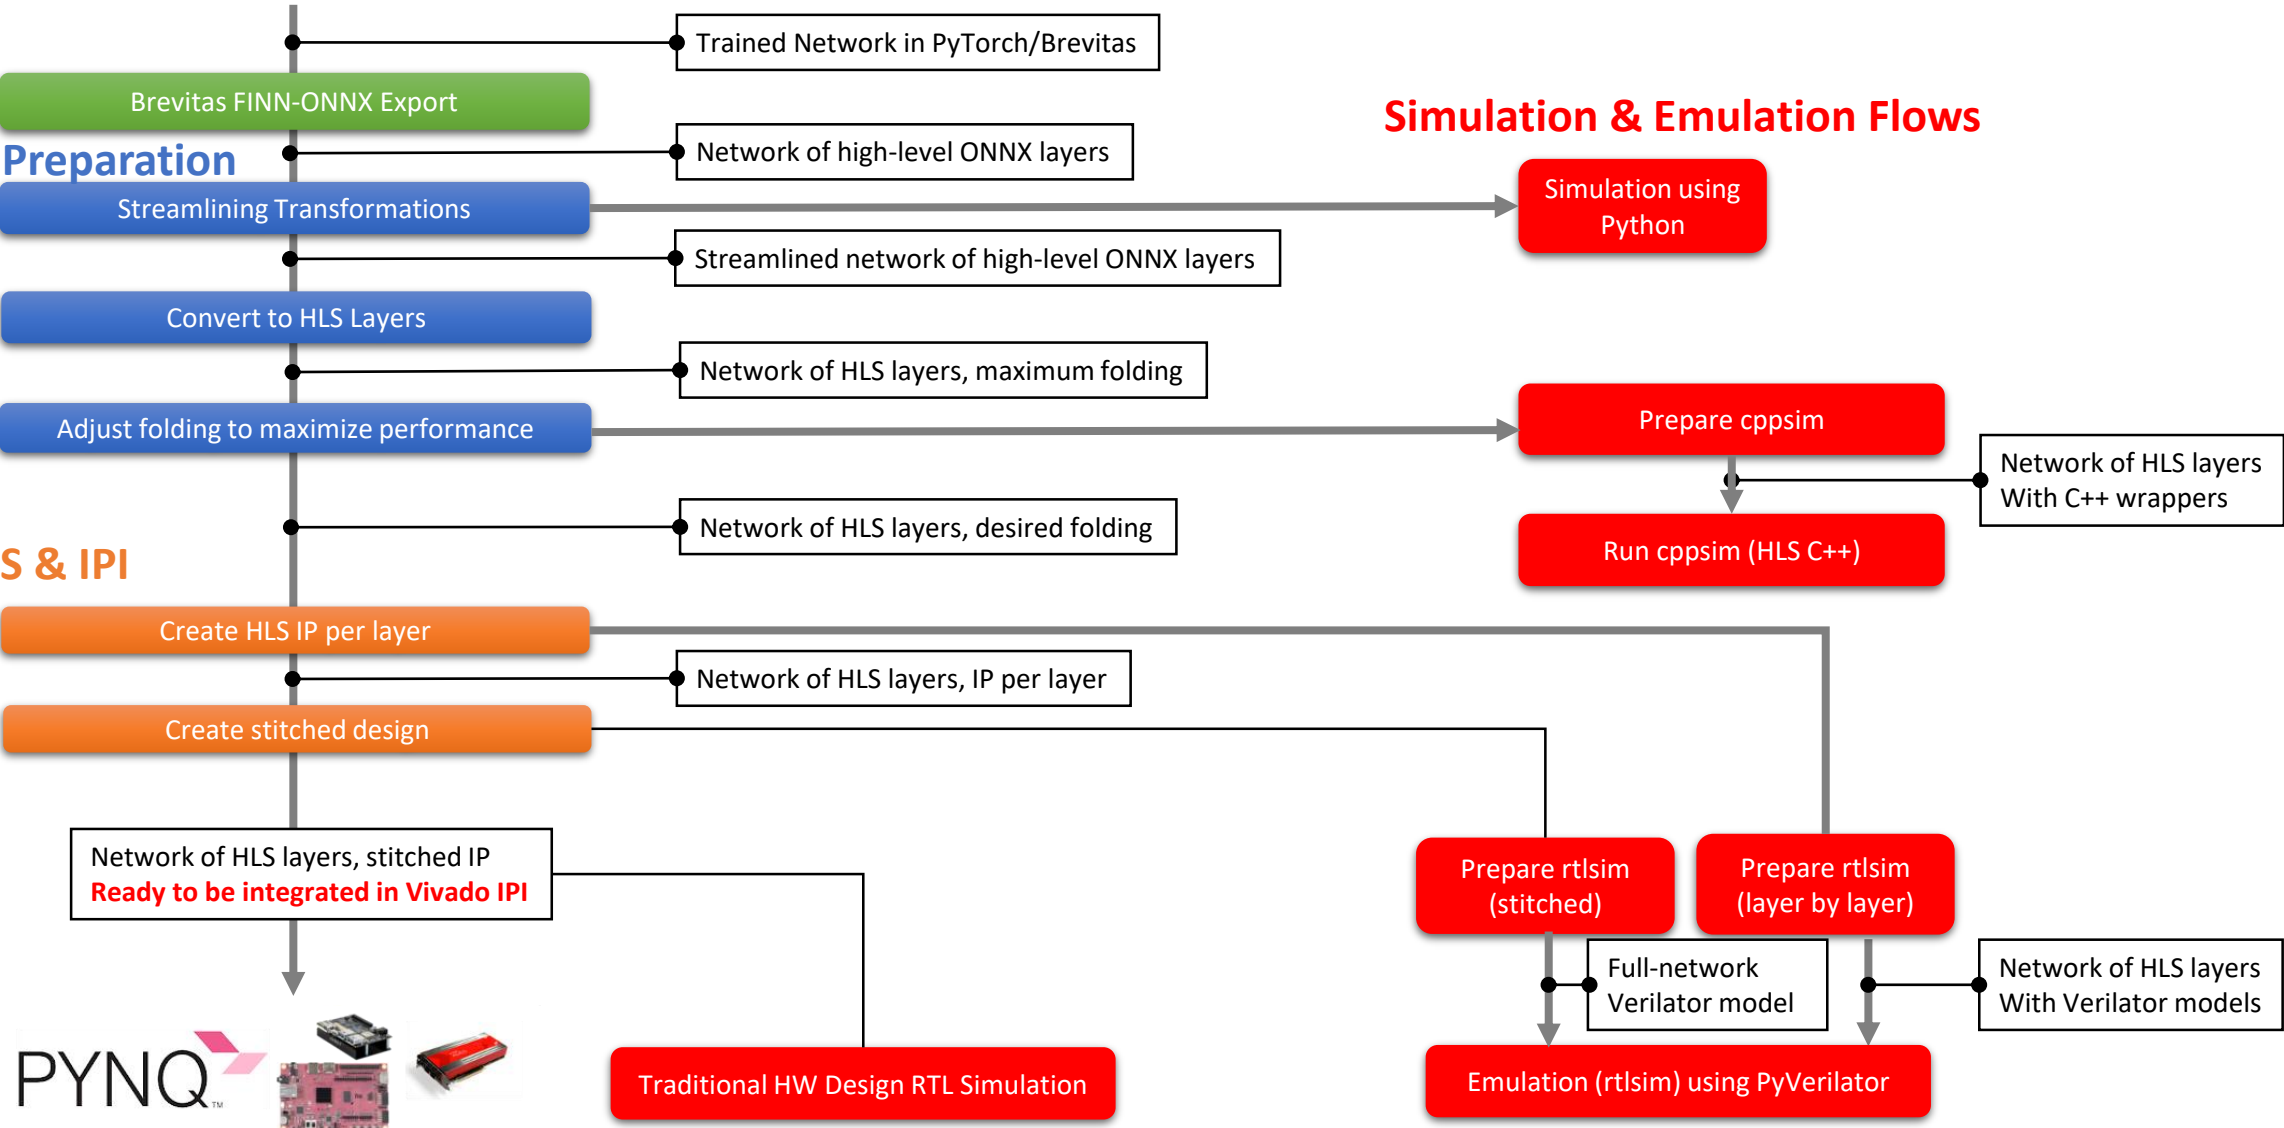 Trained Network in PyTorch/Brevitas
Brevitas FINN-ONNX Export
Simulation & Emulation Flows
Preparation
Network of high-level ONNX layers
Streamlining Transformations
Simulation using
Python
Streamlined network of high-level ONNX layers
Convert to HLS Layers
Network of HLS layers, maximum folding
Adjust folding to maximize performance
Prepare cppsim
Network of HLS layers
With C++ wrappers
Network of HLS layers, desired folding
Run cppsim (HLS C++)
S & IPI
Create HLS IP per layer
Network of HLS layers, IP per layer
Create stitched design
Network of HLS layers, stitched IP
Ready to be integrated in Vivado IPI
Prepare rtlsim
(stitched)
Prepare rtlsim
(layer by layer)
Full-network
Verilator model
Network of HLS layers
With Verilator models
PYNQ™
Traditional HW Design RTL Simulation
Emulation (rtlsim) using PyVerilator